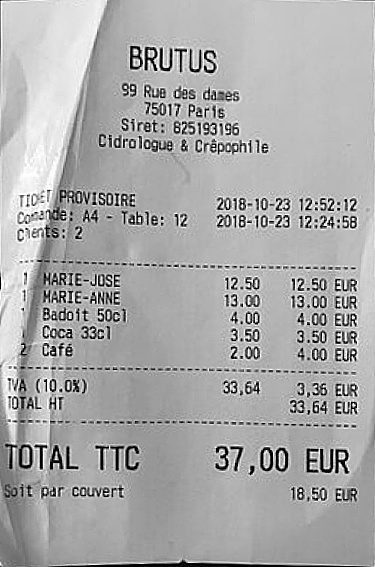 BRUTUS
99 Rue des dames
75017 Paris
Siret: 825193196
Cidrologue & Crêpophile
TICKET PROVISOIRE 2018-10-23 12:52:12
Commande: A4 - Table: 12 2018-10-23 12:24:58
Clients: 2
1 MARIE-JOSE 12.50 12.50 EUR
1 MARIE-ANNE 13.00 13.00 EUR
1 Badoit 50cl 4.00 4.00 EUR
Coca 33cl 3.50 3.50 EUR
2 Café 2.00 4.00 EUR
TVA (10.0%) 33,64 3,36 EUR
TOTAL HT 33,64 EUR
TOTAL TTC 37,00 EUR
Soit par couvert 18,50 EUR